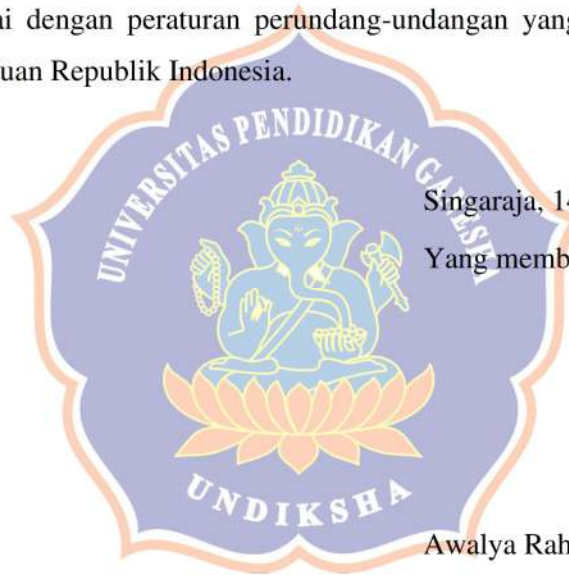 ai dengan peraturan perundang-undangan yang
uan Republik Indonesia.
UNIVERSITAS PENDIDIKAN GANESHA
Singaraja, 14
Yang memb
UNDIKSHA
Awalya Rah